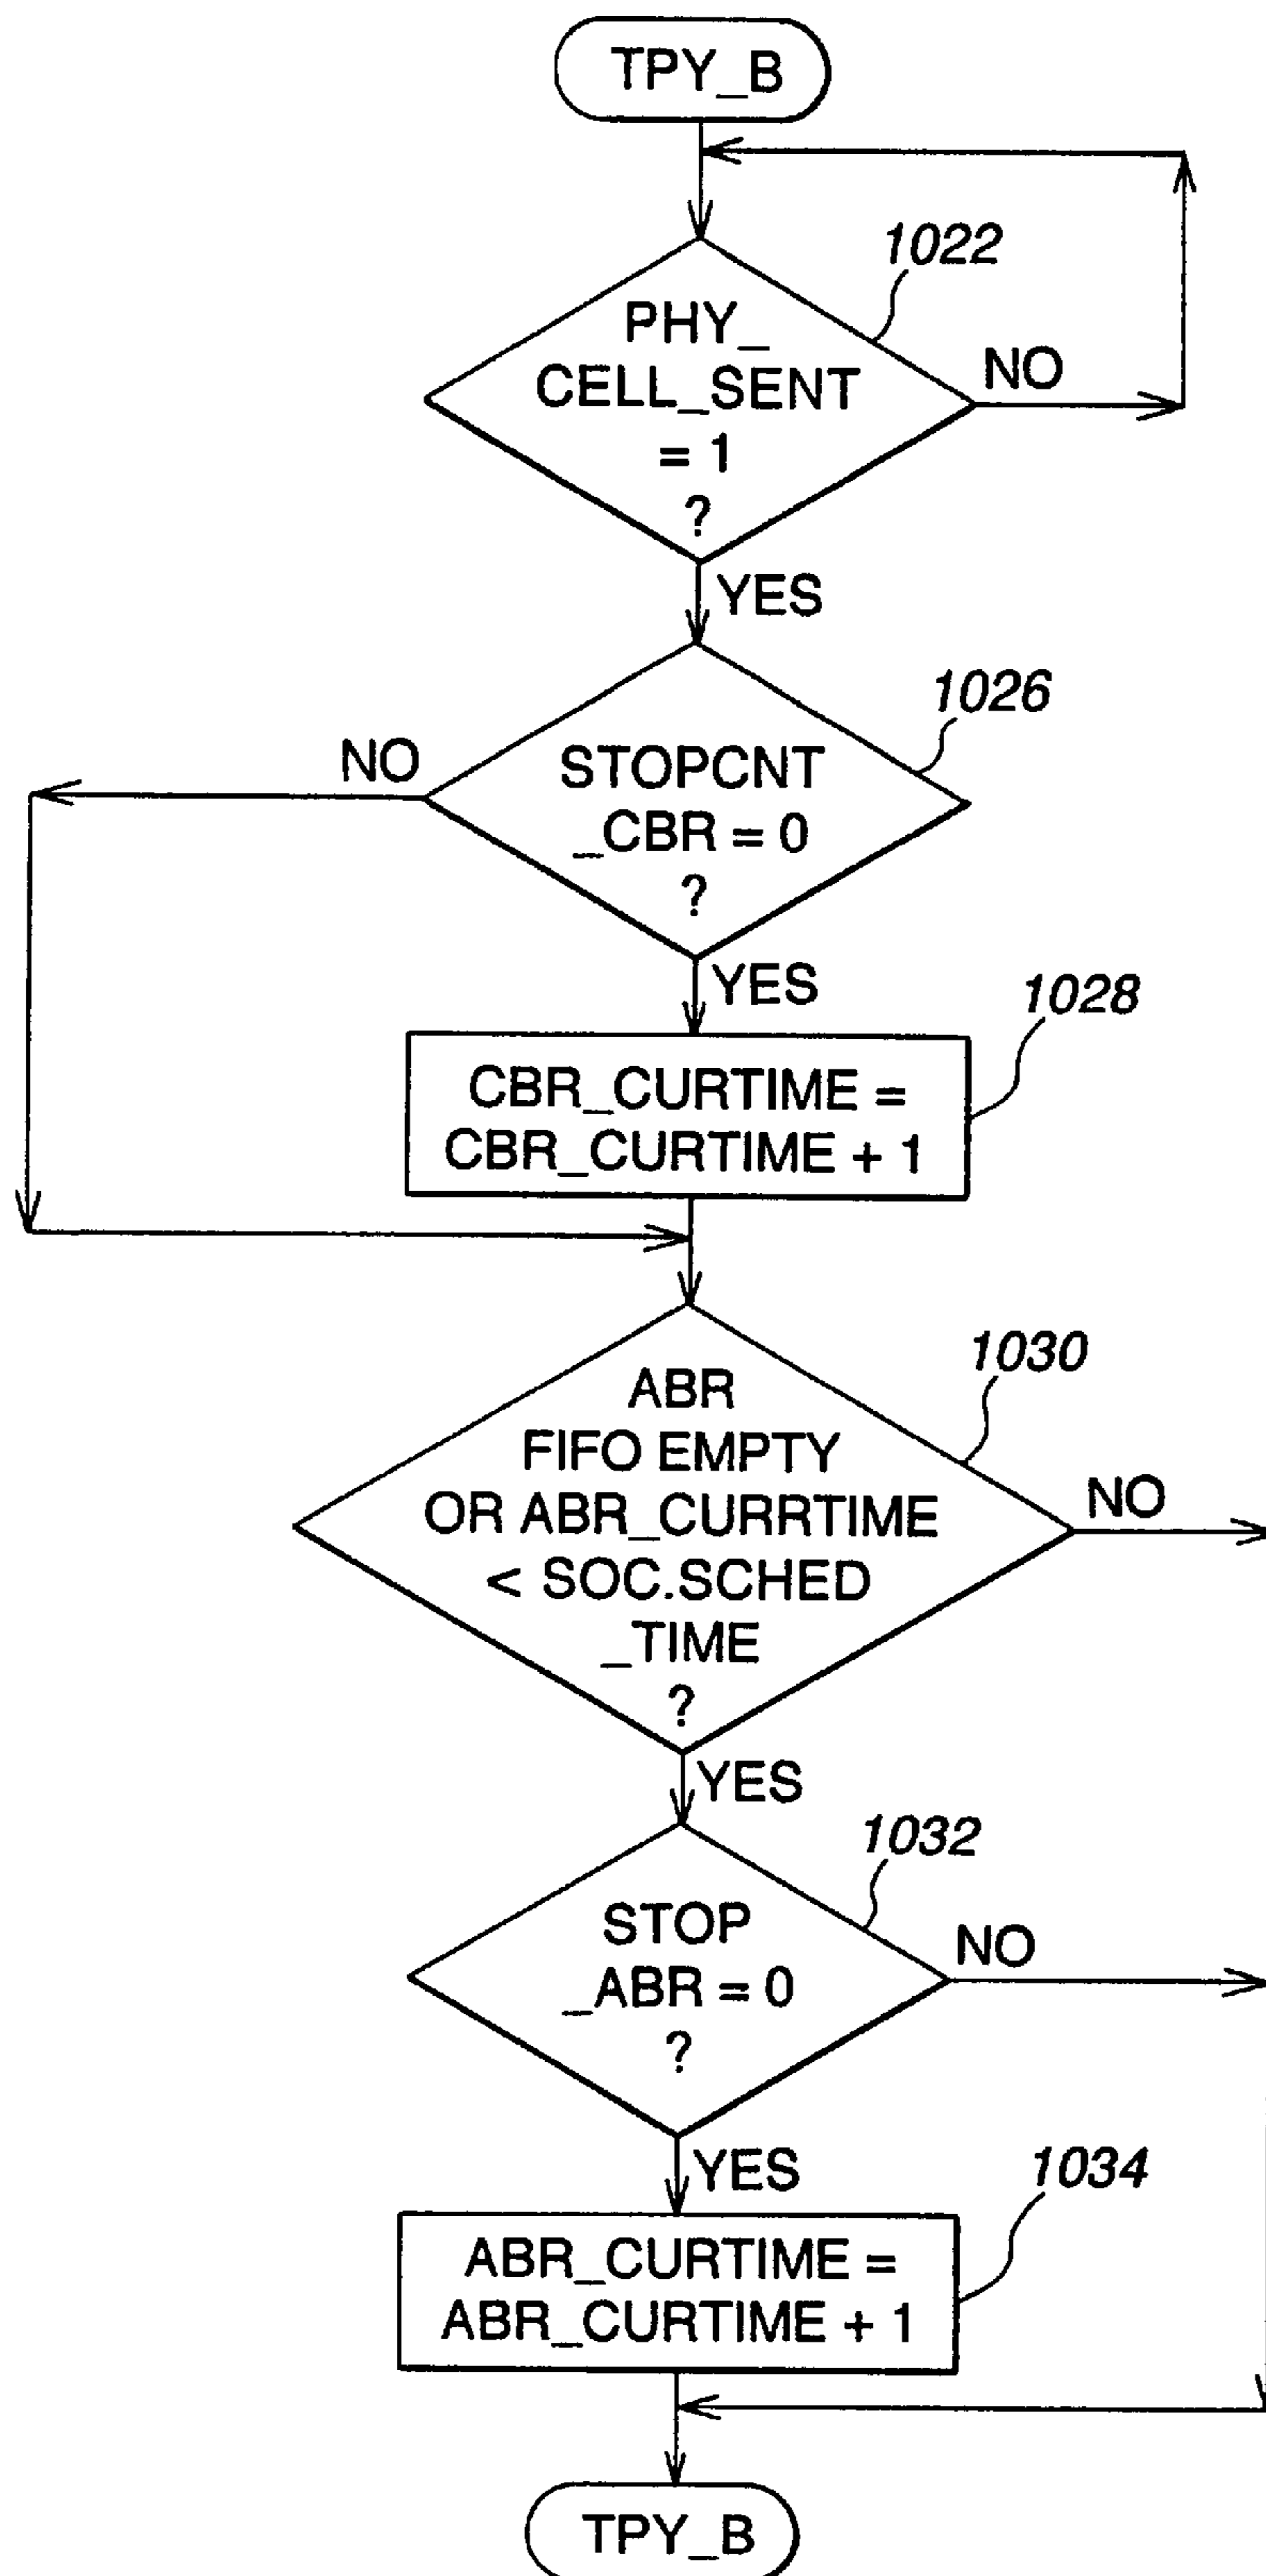 TPY_B
1022
PHY_
CELL_SENT
= 1
?
NO
YES
1026
NO
STOPCNT
_CBR = 0
?
YES
1028
CBR_CURTIME =
CBR_CURTIME + 1
1030
ABR
FIFO EMPTY
OR ABR_CURRTIME
< SOC.SCHED
_TIME
?
NO
YES
1032
STOP
_ABR = 0
?
NO
YES
1034
ABR_CURTIME =
ABR_CURTIME + 1
TPY_B